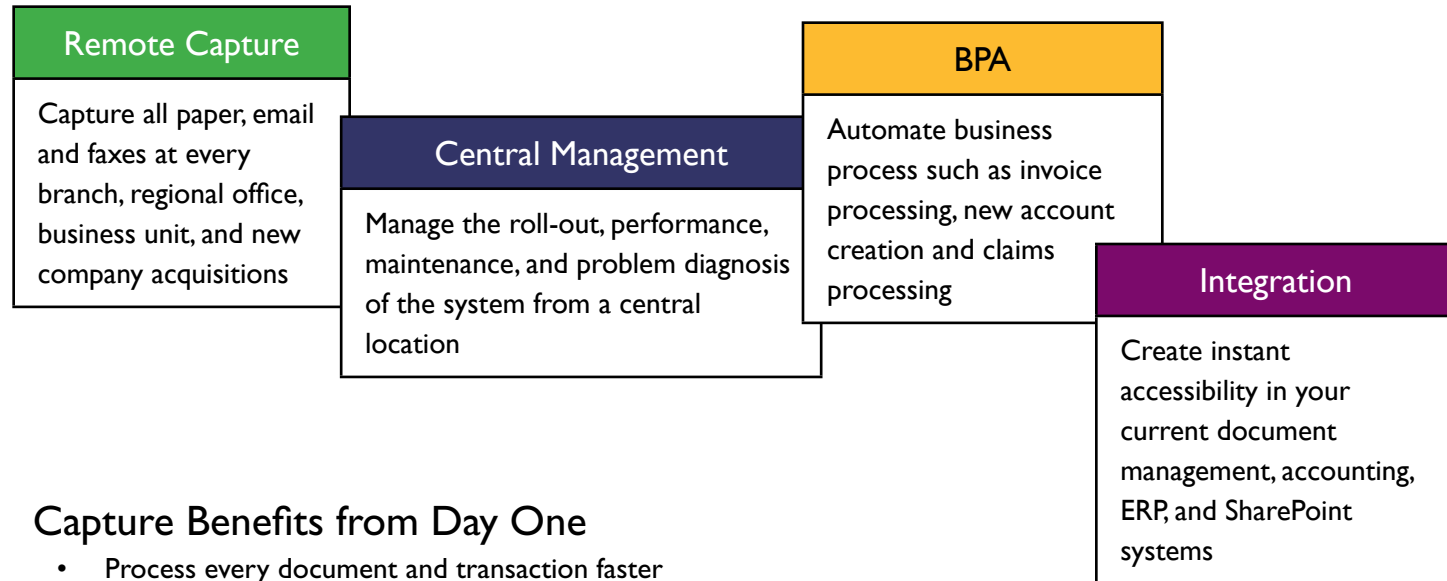 Remote Capture
Capture all paper, email
and faxes at every
branch, regional office,
business unit, and new
company acquisitions
Central Management
Manage the roll-out, performance,
maintenance, and problem diagnosis
of the system from a central
location
BPA
Automate business
process such as invoice
processing, new account
creation and claims
processing
Integration
Create instant
accessibility in your
current document
management, accounting,
ERP, and SharePoint
systems
Capture Benefits from Day One
• Process every document and transaction faster